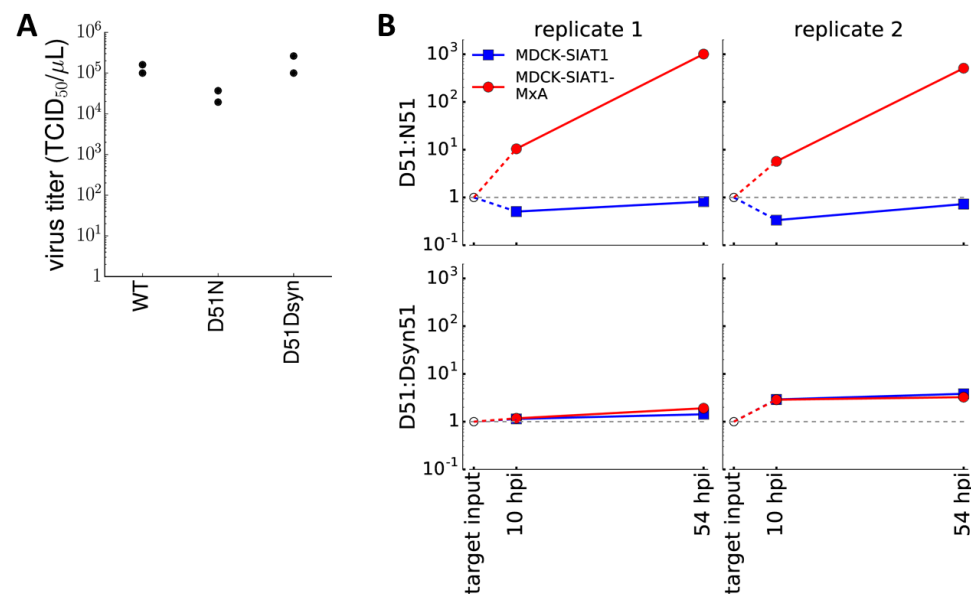 A
virus titer (TCID50/μL)
10^6
10^5
10^4
10^3
10^2
10^1
1
WT
D51N
D51Dsyn
B
replicate 1
replicate 2
MDCK-SIAT1
MDCK-SIAT1-
MxA
D51:N51
10^3
10^2
10^1
1
10^-1
D51:Dsyn51
10^3
10^2
10^1
1
10^-1
target input
10 hpi
54 hpi
target input
10 hpi
54 hpi